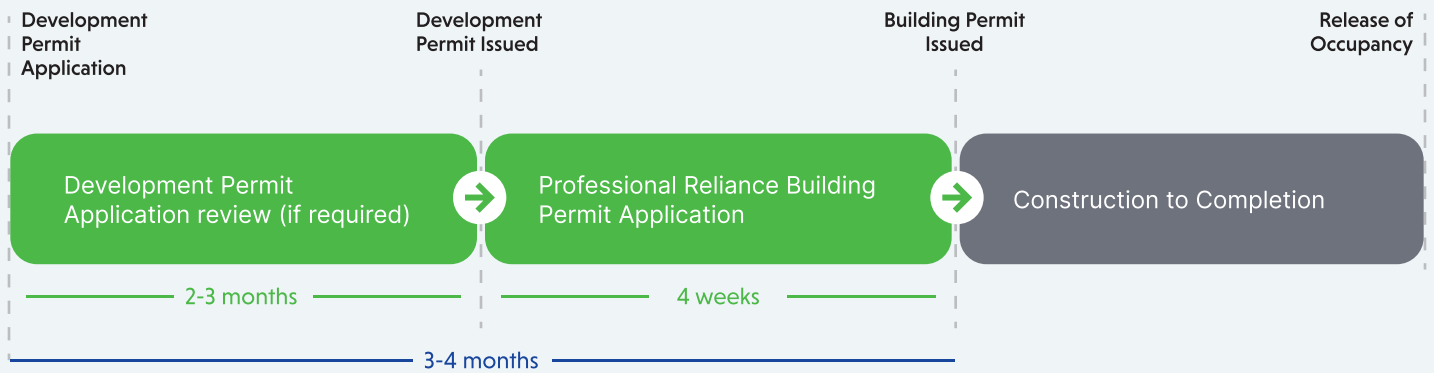 Development
Permit
Application
Development
Permit Issued
Building Permit
Issued
Release of
Occupancy
Development Permit
Application review (if required)
Professional Reliance Building
Permit Application
Construction to Completion
2-3 months
4 weeks
3-4 months